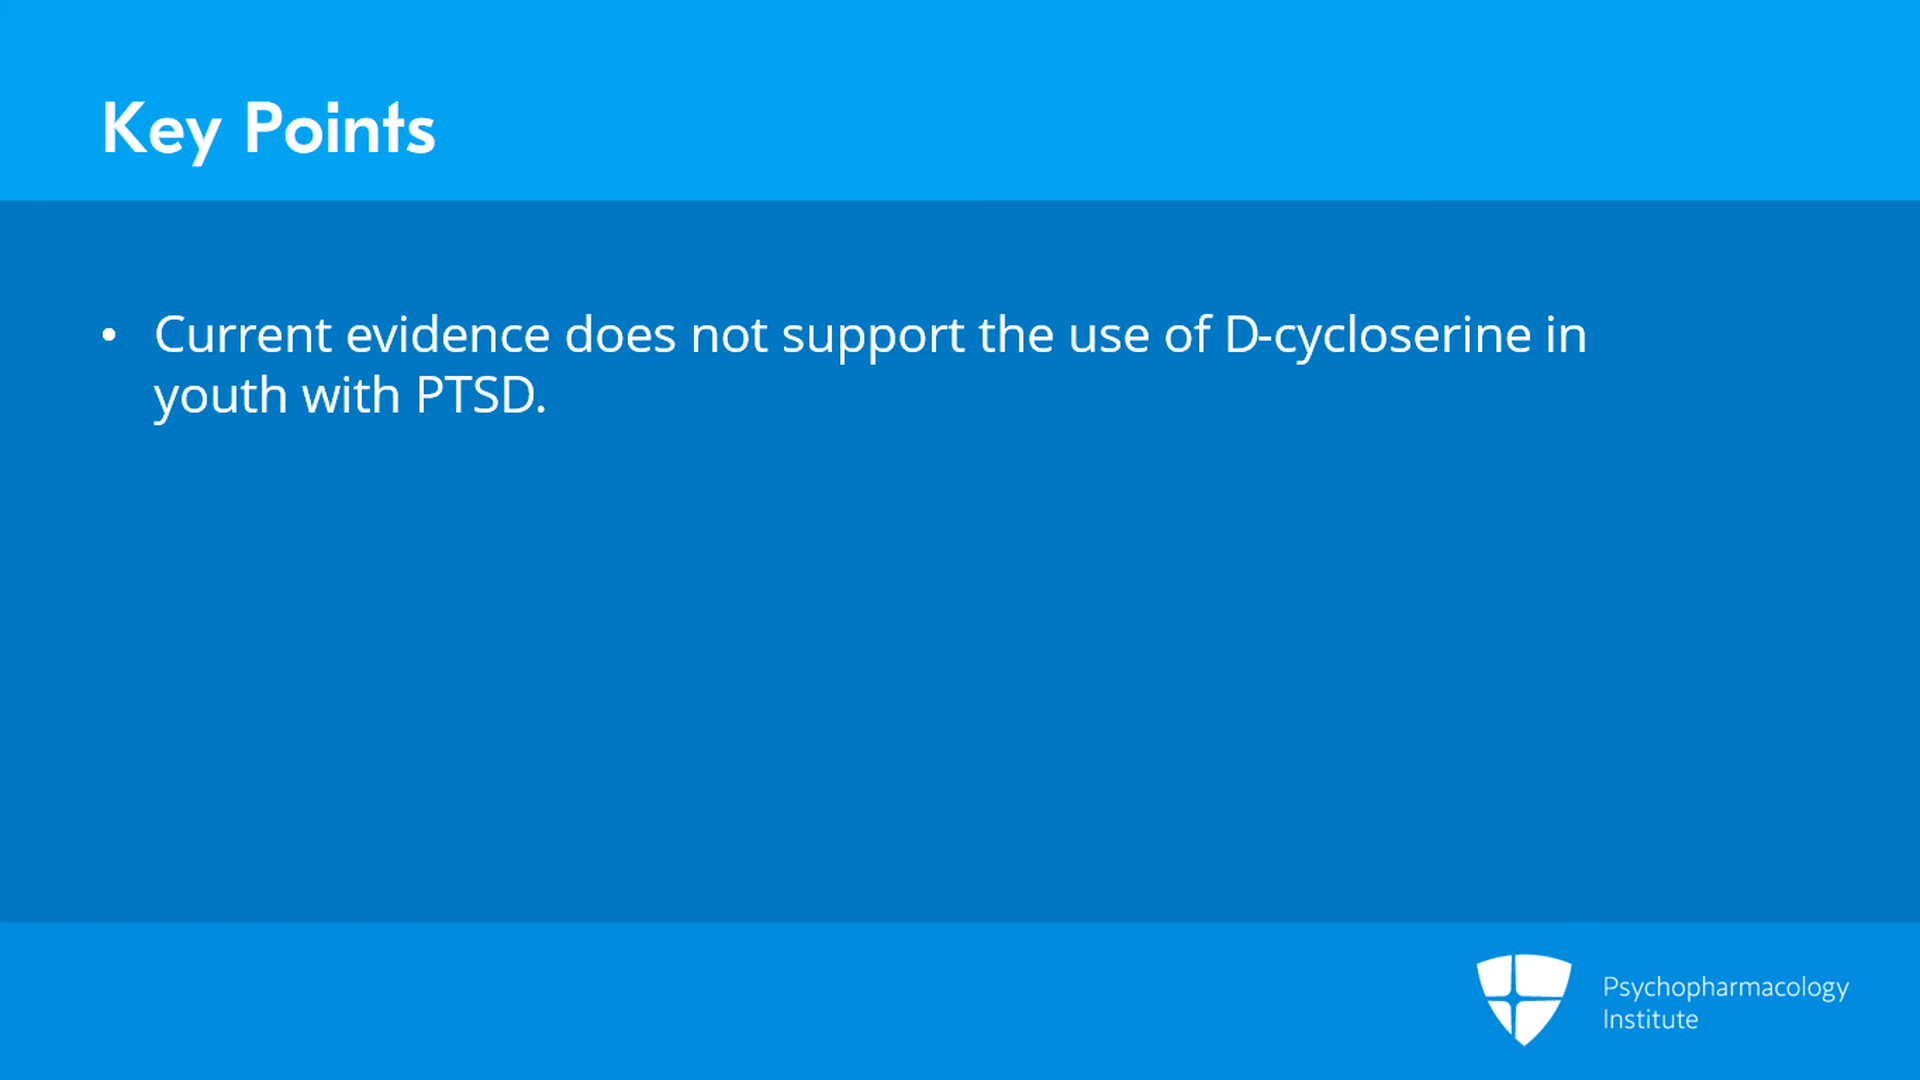 Key Points
• Current evidence does not support the use of D-cycloserine in
youth with PTSD.
Psychopharmacology
Institute